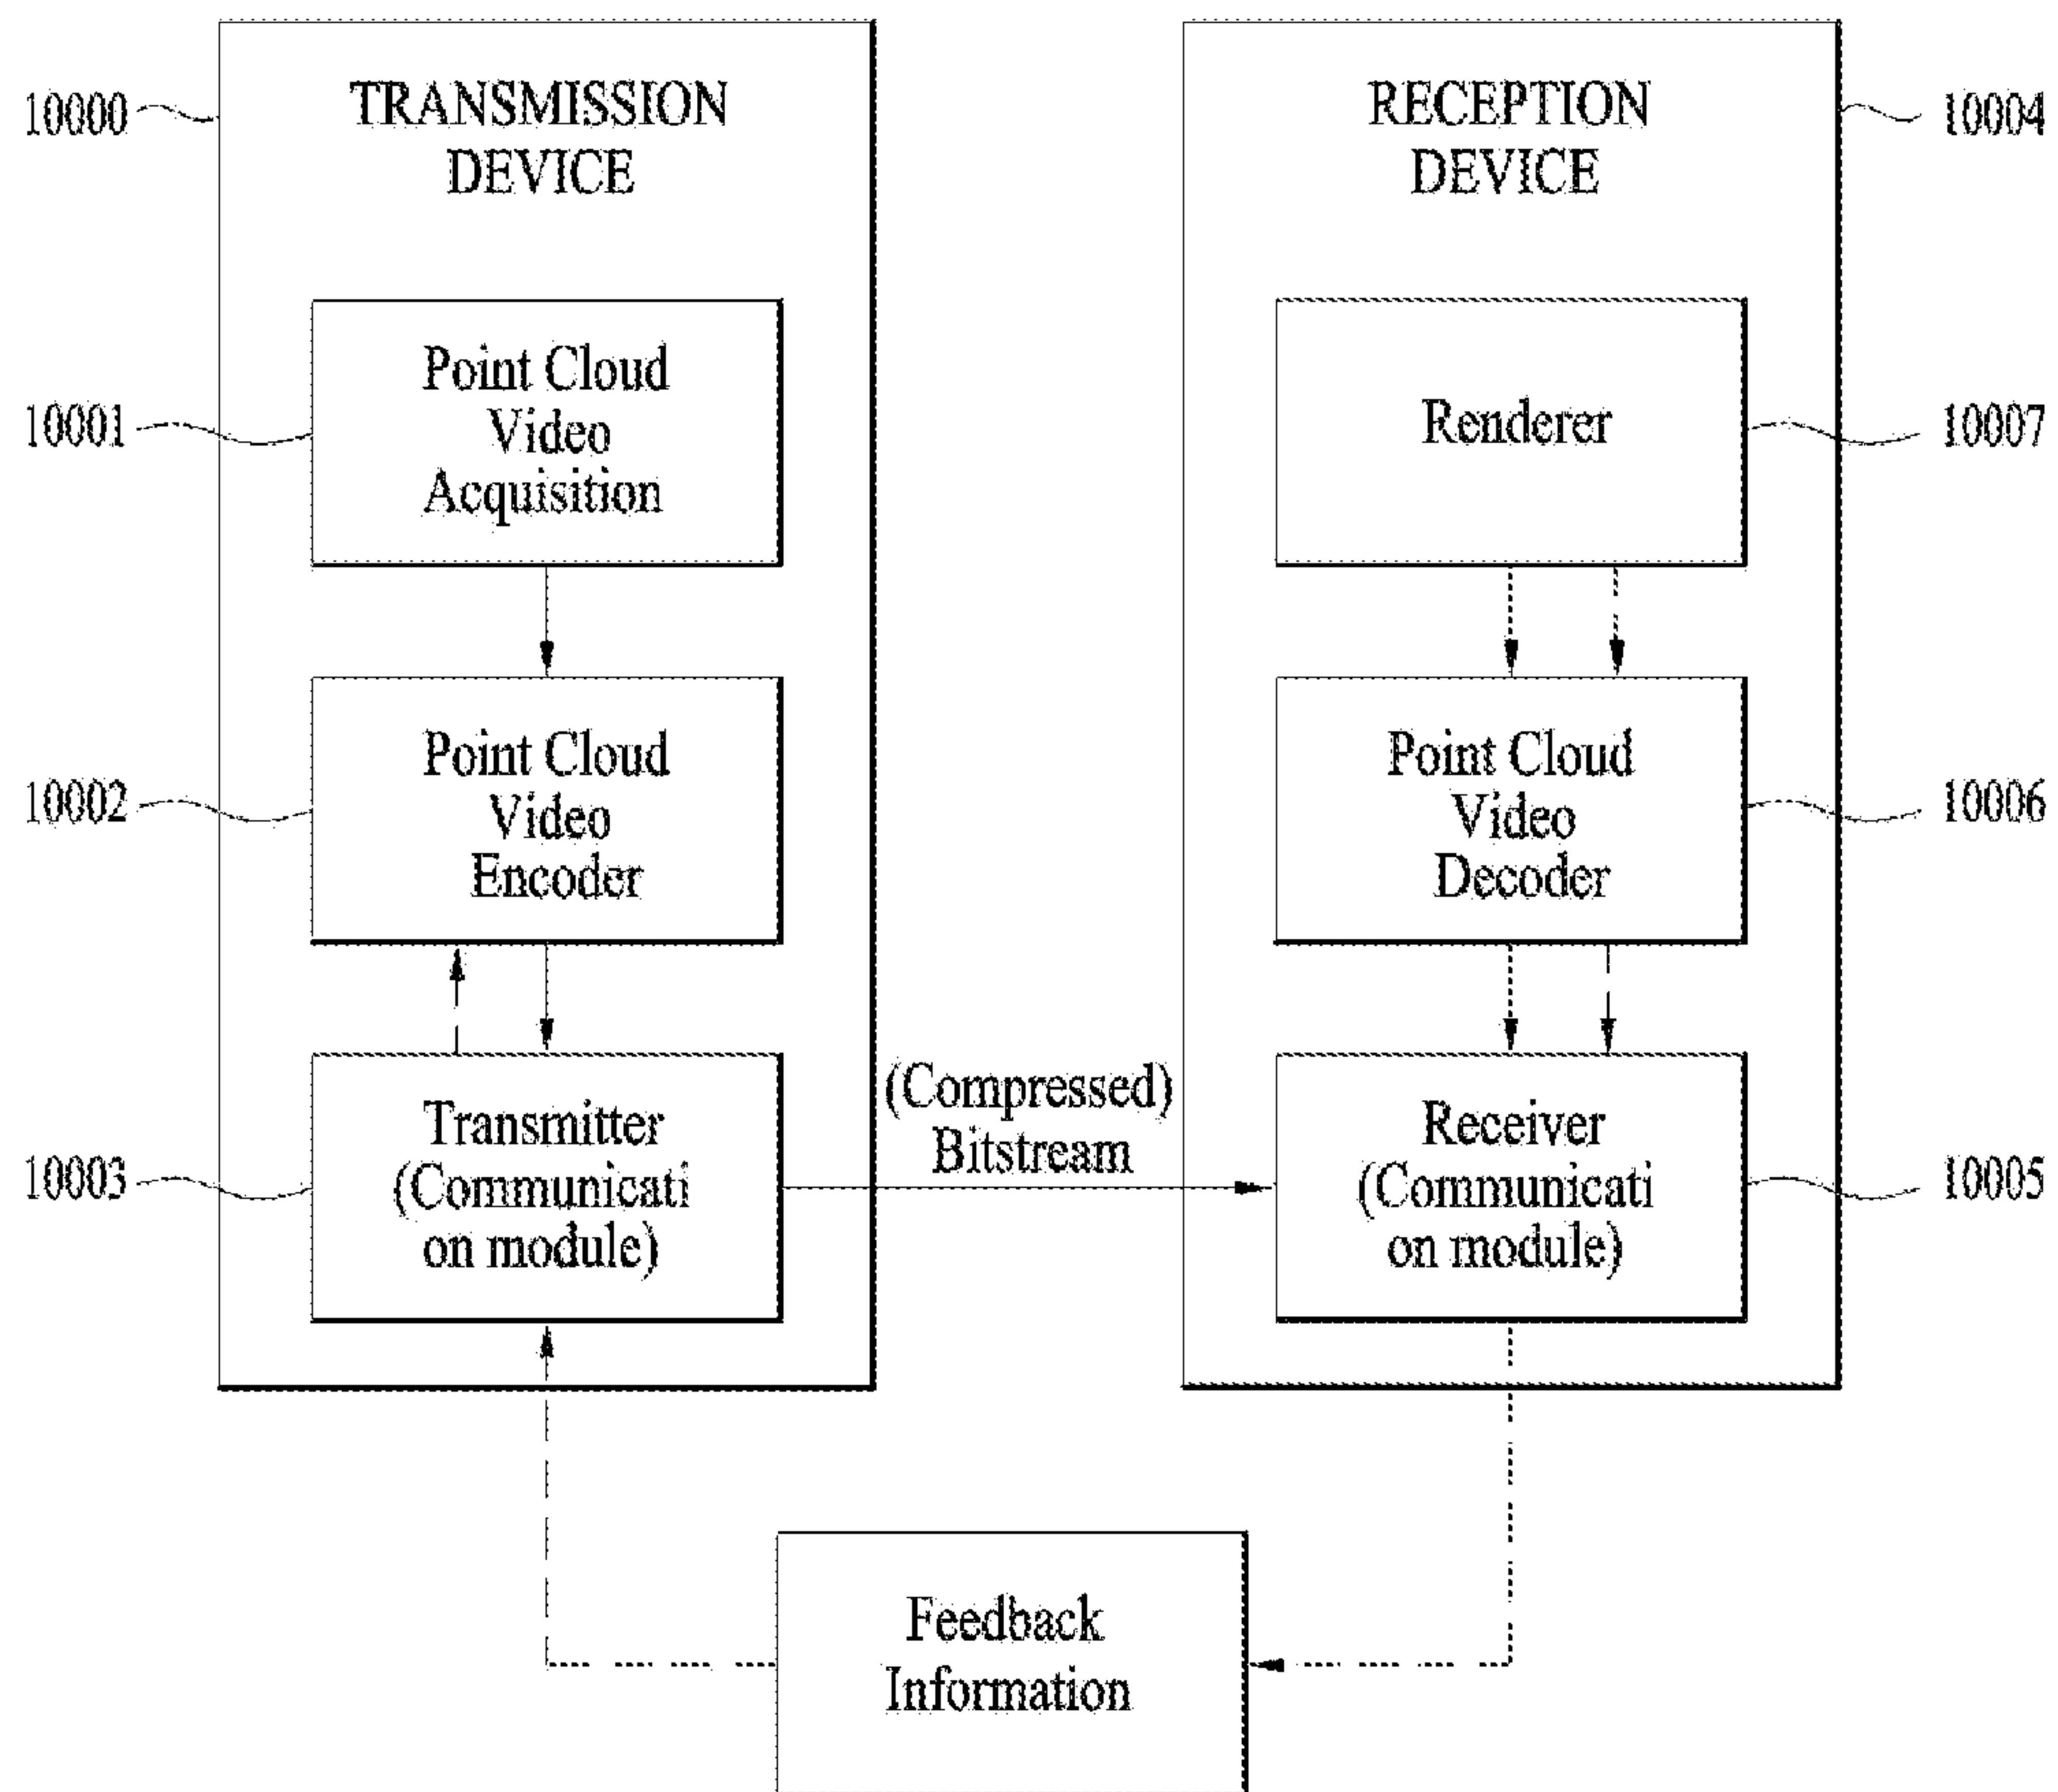 10000
TRANSMISSION
DEVICE
10001
Point Cloud
Video
Acquisition
10002
Point Cloud
Video
Encoder
10003
Transmitter
(Communicati
on module)
(Compressed)
Bitstream
RECEPTION
DEVICE
10004
Renderer
10007
Point Cloud
Video
Decoder
10006
Receiver
(Communicati
on module)
10005
Feedback
Information